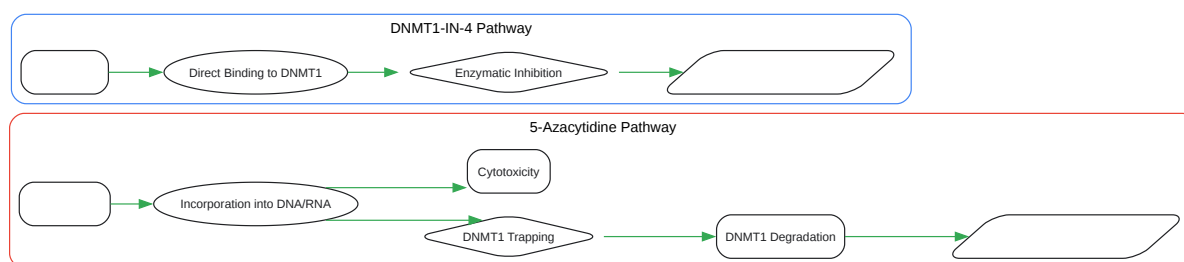 DNMT1-IN-4 Pathway
Direct Binding to DNMT1
Enzymatic Inhibition
5-Azacytidine Pathway
Cytotoxicity
Incorporation into DNA/RNA
DNMT1 Trapping
DNMT1 Degradation